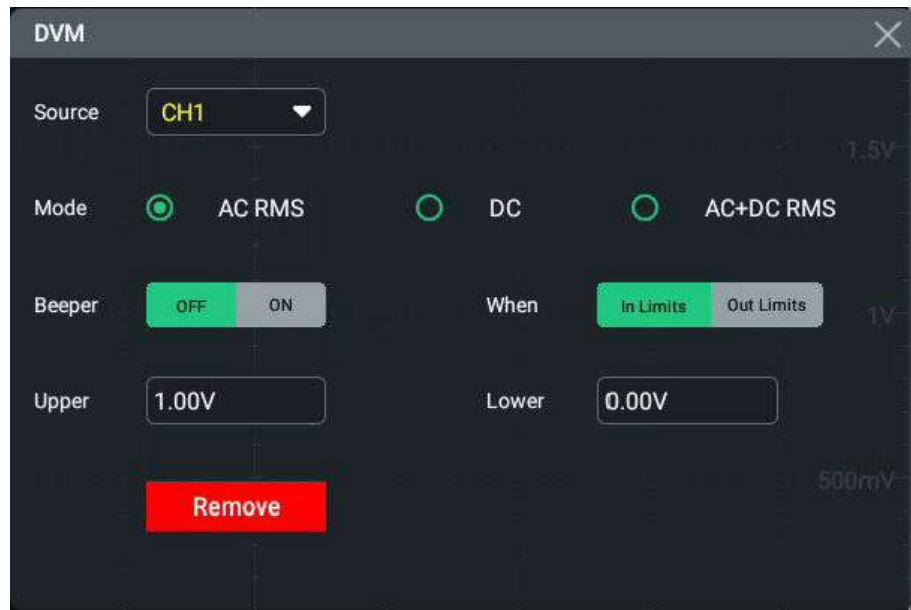 DVM
Source CH1
1.5V
Mode AC RMS DC AC+DC RMS
Beeper OFF ON When In Limits Out Limits
1V
Upper 1.00V Lower 0.00V
500mV
Remove